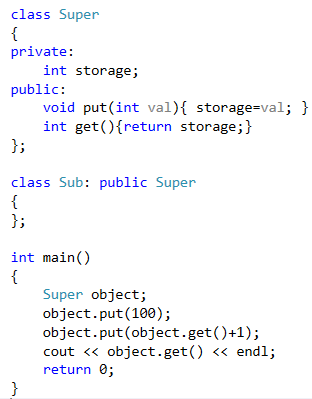 class Super
{
private:
    int storage;
public:
    void put(int val){ storage=val; }
    int get(){return storage;}
};

class Sub: public Super
{
};

int main()
{
    Super object;
    object.put(100);
    object.put(object.get()+1);
    cout << object.get() << endl;
    return 0;
}